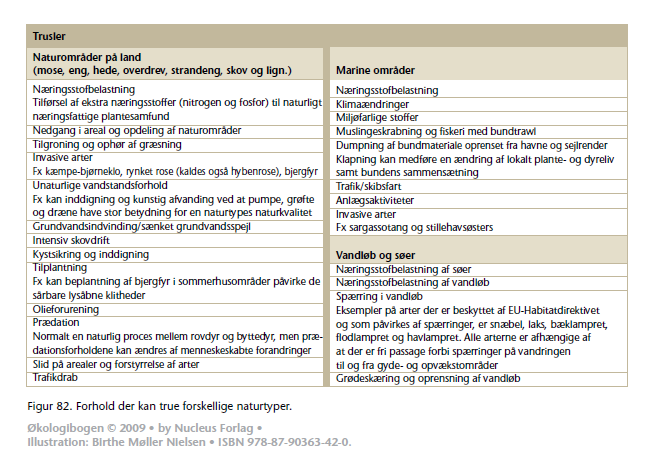 Trusler
Naturområder på land
(mose, eng, hede, overdrev, strandeng, skov og lign.)
Næringsstofbelastning
Tilførsel af ekstra næringsstoffer (nitrogen og fosfor) til naturligt
næringsfattige plantesamfund
Nedgang i areal og opdeling af naturområder
Tilgroning og ophør af græsning
Invasive arter
Fx kæmpe-bjørneklo, rynket rose (kaldes også hybenrose), bjergfyr
Unaturlige vandstandsforhold
Fx kan inddigning og kunstig afvanding ved at pumpe, grøfte
og dræne have stor betydning for en naturtypes naturkvalitet
Grundvandsindvinding/sænket grundvandsspejl
Intensiv skovdrift
Kystsikring og inddigning
Tilplantning
Fx kan beplantning af bjergfyr i sommerhusområder påvirke de
sårbare lysåbne klitheder
Olieforurening
Prædation
Normalt en naturlig proces mellem rovdyr og byttedyr, men præ-
dationsforholdene kan ændres af menneskeskabte forandringer
Slid på arealer og forstyrrelse af arter
Trafikdrab
Marine områder
Næringsstofbelastning
Klimaændringer
Miljøfarlige stoffer
Muslingeskrabning og fiskeri med bundtrawl
Dumpning af bundmateriale oprenset fra havne og sejlrender
Klapning kan medføre en ændring af lokalt plante- og dyreliv
samt bundens sammensætning
Trafik/skibsfart
Anlægsaktiviteter
Invasive arter
Fx sargassotang og stillehavsøsters
Vandløb og søer
Næringsstofbelastning af søer
Næringsstofbelastning af vandløb
Spærring i vandløb
Eksempler på arter der er beskyttet af EU-Habitatdirektivet
og som påvirkes af spærringer, er snæbel, laks, bæklampret,
flodlampret og havlampret. Alle arterne er afhængige af
at der er fri passage forbi spærringer på vandringen
til og fra gyde- og opvækstområder
Grødeskæring og oprensning af vandløb
Figur 82. Forhold der kan true forskellige naturtyper.
Økologibogen © 2009 • by Nucleus Forlag •
Illustration: Birthe Møller Nielsen • ISBN 978-87-90363-42-0.